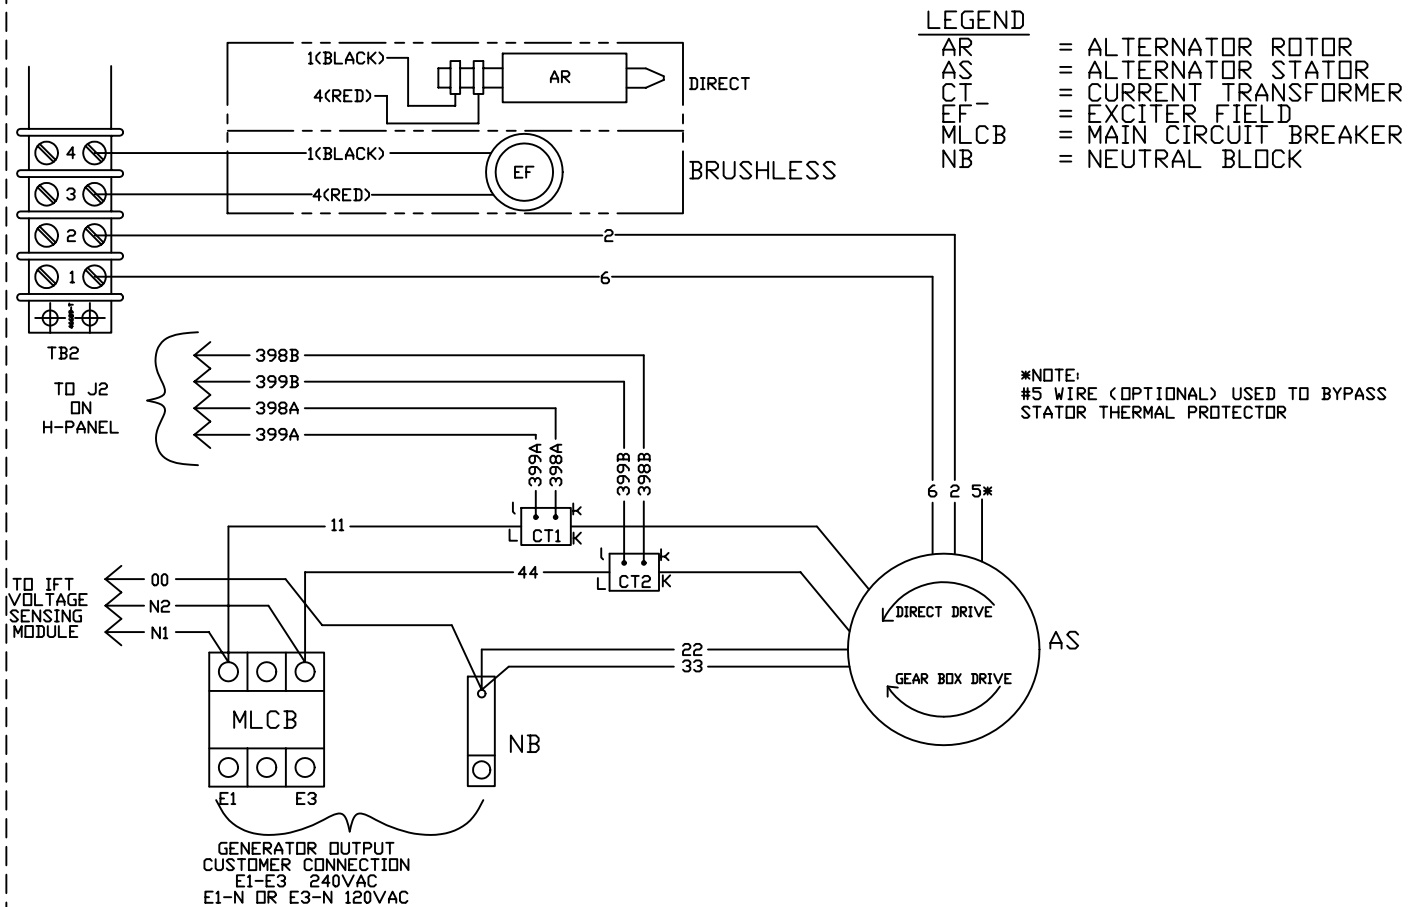 LEGEND
AR = ALTERNATOR ROTOR
AS = ALTERNATOR STATOR
CT_ = CURRENT TRANSFORMER
EF = EXCITER FIELD
MLCB = MAIN CIRCUIT BREAKER
NB = NEUTRAL BLOCK
1(BLACK)
4(RED)
AR
DIRECT
4
1(BLACK)
EF
BRUSHLESS
3
4(RED)
2
2
1
6
TB2
TO J2
ON
H-PANEL
398B
399B
398A
399A
399A
398A
399B
398B
*NOTE:
#5 WIRE (OPTIONAL) USED TO BYPASS
STATOR THERMAL PROTECTOR
6 2 5*
l k
L CT1 K
11
l k
L CT2 K
44
TO IFT
VOLTAGE
SENSING
MODULE
00
N2
N1
DIRECT DRIVE
AS
GEAR BOX DRIVE
22
33
MLCB
NB
E1 E3
GENERATOR OUTPUT
CUSTOMER CONNECTION
E1-E3 240VAC
E1-N OR E3-N 120VAC